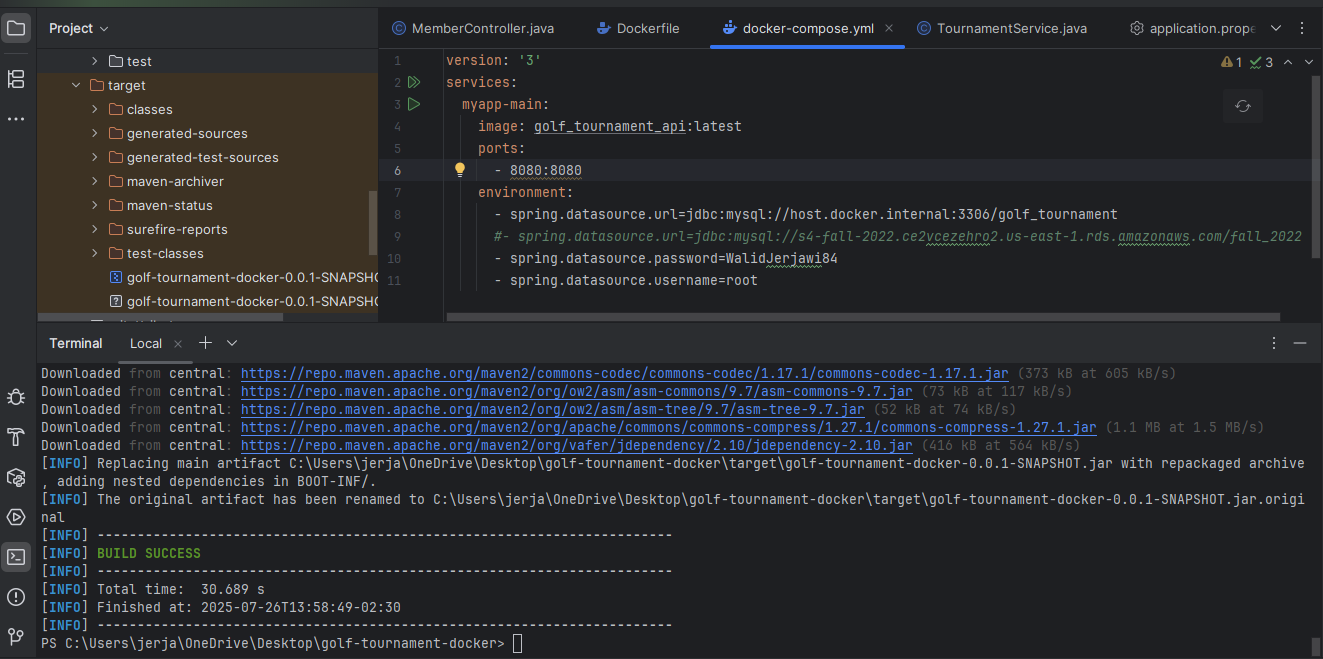 Project
MemberController.java
Dockerfile
docker-compose.yml
TournamentService.java
application.prope
test
target
classes
generated-sources
generated-test-sources
maven-archiver
maven-status
surefire-reports
test-classes
golf-tournament-docker-0.0.1-SNAPSHO
golf-tournament-docker-0.0.1-SNAPSHO
1 version: '3'
2 services:
3 myapp-main:
4 image: golf_tournament_api:latest
5 ports:
6 - 8080:8080
7 environment:
8 - spring.datasource.url=jdbc:mysql://host.docker.internal:3306/golf_tournament
9 #- spring.datasource.url=jdbc:mysql://s4-fall-2022.ce2vcezehro2.us-east-1.rds.amazonaws.com/fall_2022
10 - spring.datasource.password=WalidJerjawi84
11 - spring.datasource.username=root
1 3
Terminal
Local
Downloaded from central: https://repo.maven.apache.org/maven2/commons-codec/commons-codec/1.17.1/commons-codec-1.17.1.jar (373 kB at 605 kB/s)
Downloaded from central: https://repo.maven.apache.org/maven2/org/ow2/asm/asm-commons/9.7/asm-commons-9.7.jar (73 kB at 117 kB/s)
Downloaded from central: https://repo.maven.apache.org/maven2/org/ow2/asm/asm-tree/9.7/asm-tree-9.7.jar (52 kB at 74 kB/s)
Downloaded from central: https://repo.maven.apache.org/maven2/org/apache/commons/commons-compress/1.27.1/commons-compress-1.27.1.jar (1.1 MB at 1.5 MB/s)
Downloaded from central: https://repo.maven.apache.org/maven2/org/vafer/jdependency/2.10/jdependency-2.10.jar (416 kB at 564 kB/s)
[INFO] Replacing main artifact C:\Users\jerja\OneDrive\Desktop\golf-tournament-docker\target\golf-tournament-docker-0.0.1-SNAPSHOT.jar with repackaged archive
, adding nested dependencies in BOOT-INF/.
[INFO] The original artifact has been renamed to C:\Users\jerja\OneDrive\Desktop\golf-tournament-docker\target\golf-tournament-docker-0.0.1-SNAPSHOT.jar.origi
nal
[INFO] ------------------------------------------------------------------------
[INFO] BUILD SUCCESS
[INFO] ------------------------------------------------------------------------
[INFO] Total time:  30.689 s
[INFO] Finished at: 2025-07-26T13:58:49-02:30
[INFO] ------------------------------------------------------------------------
PS C:\Users\jerja\OneDrive\Desktop\golf-tournament-docker>